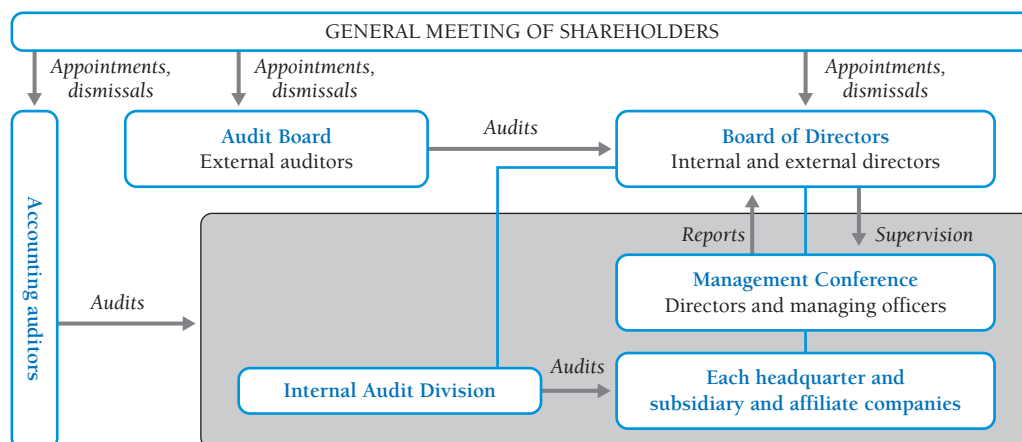 GENERAL MEETING OF SHAREHOLDERS
Appointments,
dismissals
Appointments,
dismissals
Appointments,
dismissals
Accounting auditors
Audit Board
External auditors
Audits
Board of Directors
Internal and external directors
Reports
Supervision
Management Conference
Directors and managing officers
Audits
Internal Audit Division
Audits
Each headquarter and
subsidiary and affiliate companies